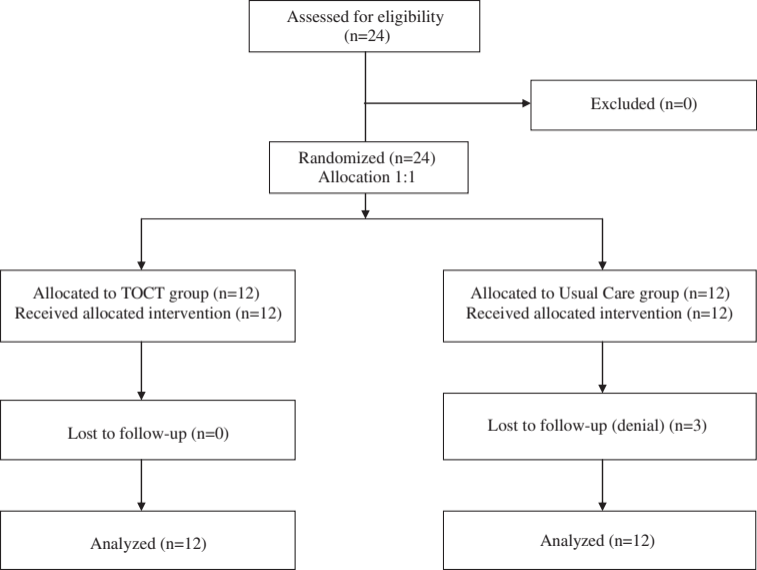 Assessed for eligibility
(n=24)
Excluded (n=0)
Randomized (n=24)
Allocation 1:1
Allocated to TOCT group (n=12)
Received allocated intervention (n=12)
Allocated to Usual Care group (n=12)
Received allocated intervention (n=12)
Lost to follow-up (n=0)
Lost to follow-up (denial) (n=3)
Analyzed (n=12)
Analyzed (n=12)